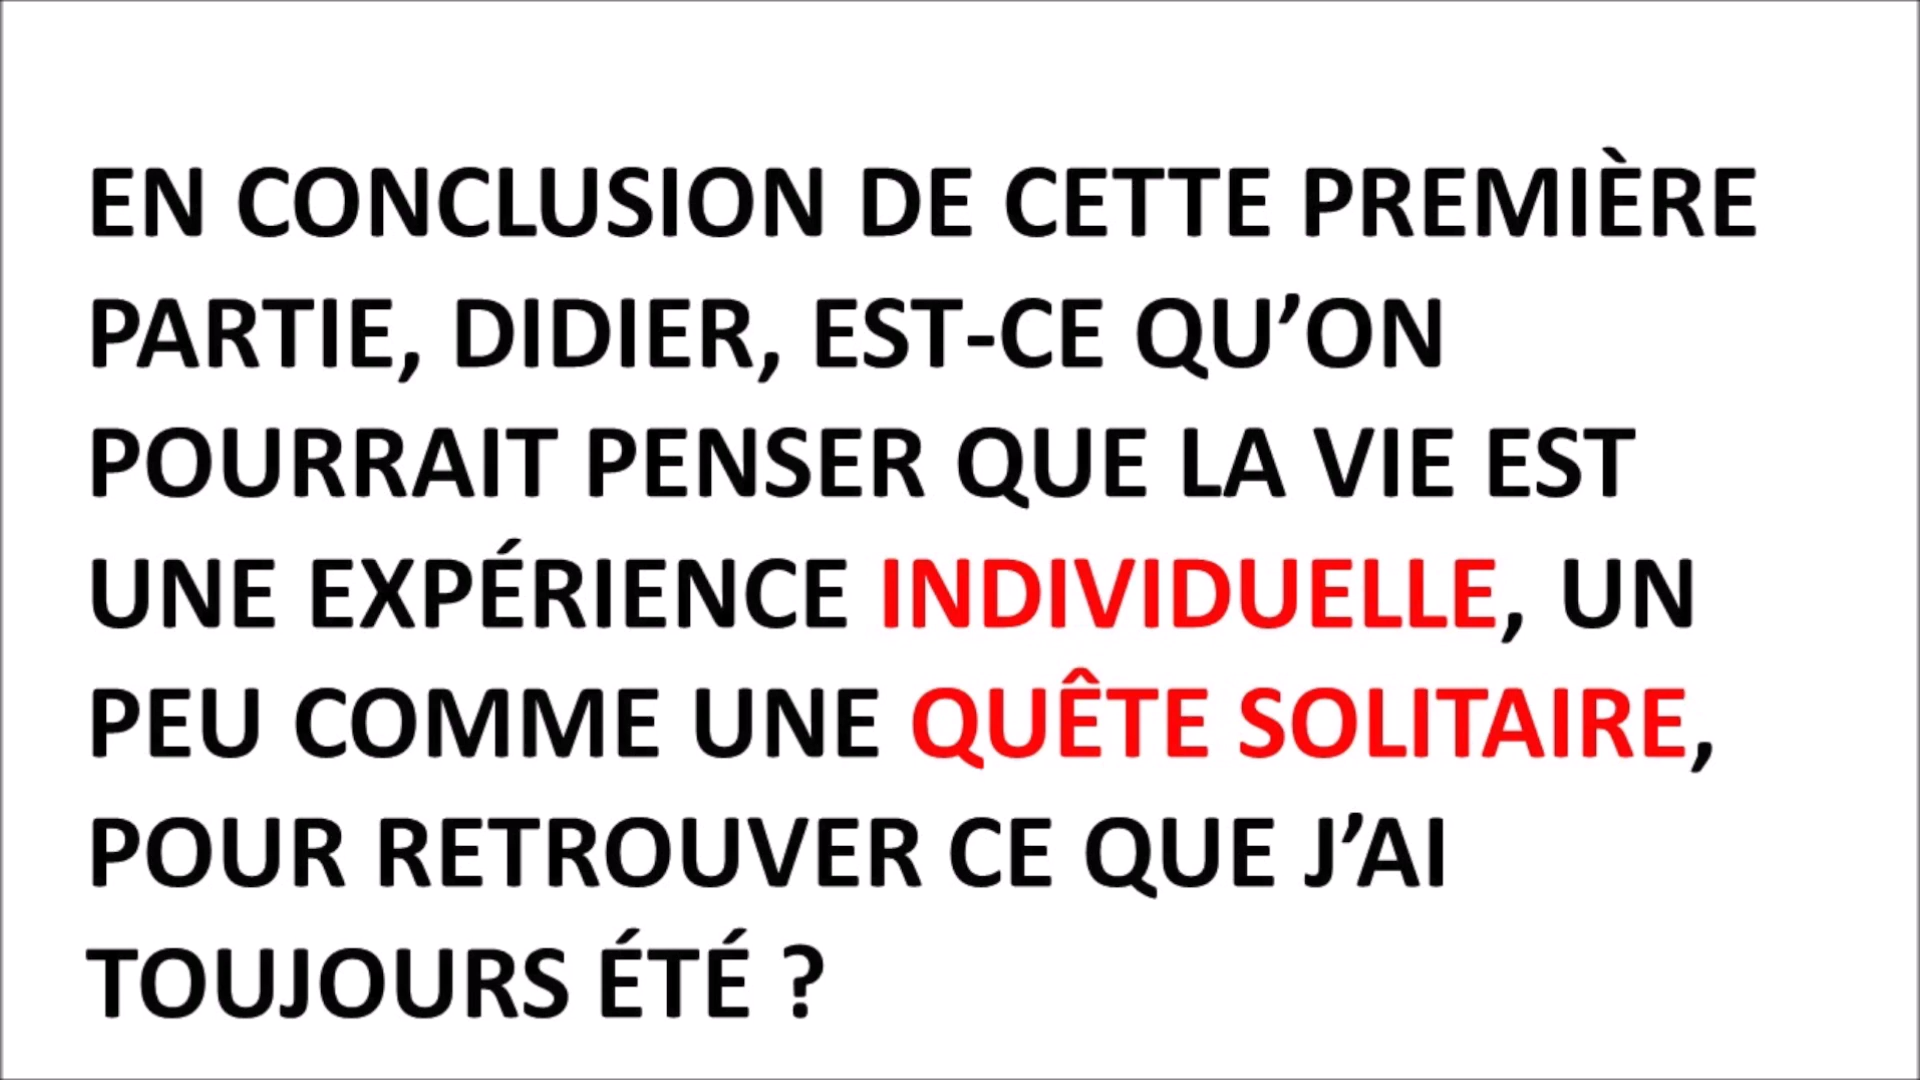 EN CONCLUSION DE CETTE PREMIÈRE
PARTIE, DIDIER, EST-CE QU’ON
POURRAIT PENSER QUE LA VIE EST
UNE EXPÉRIENCE INDIVIDUELLE, UN
PEU COMME UNE QUÊTE SOLITAIRE,
POUR RETROUVER CE QUE J’AI
TOUJOURS ÉTÉ ?